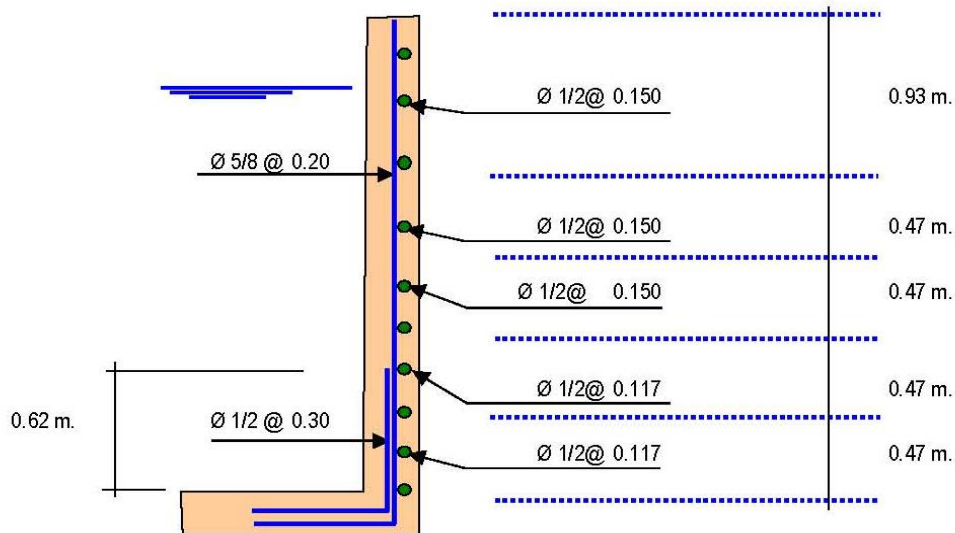 Ø 1/2@ 0.150 0.93 m.
Ø 5/8 @ 0.20
Ø 1/2@ 0.150 0.47 m.
Ø 1/2@ 0.150 0.47 m.
Ø 1/2@ 0.117 0.47 m.
0.62 m. Ø 1/2 @ 0.30
Ø 1/2@ 0.117 0.47 m.